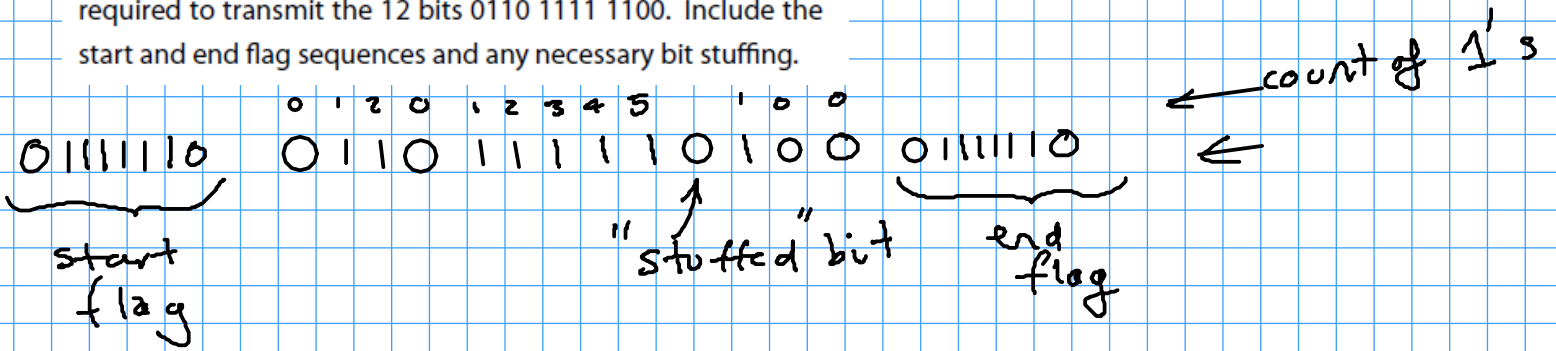 required to transmit the 12 bits 0110 1111 1100. Include the
start and end flag sequences and any necessary bit stuffing.
count of 1's
0 1 2 0 1 2 3 4 5 1 0 0
01111110 0110111110100 01111110
start flag
"stuffed" bit
end flag